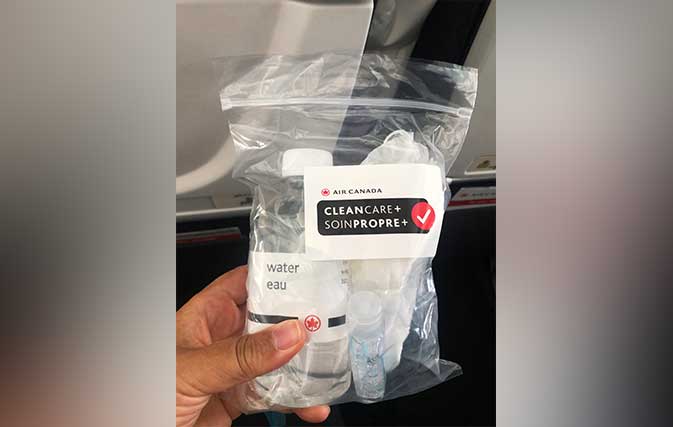 AIR CANADA
CLEANCARE+
SOINPROPRE+
water
eau